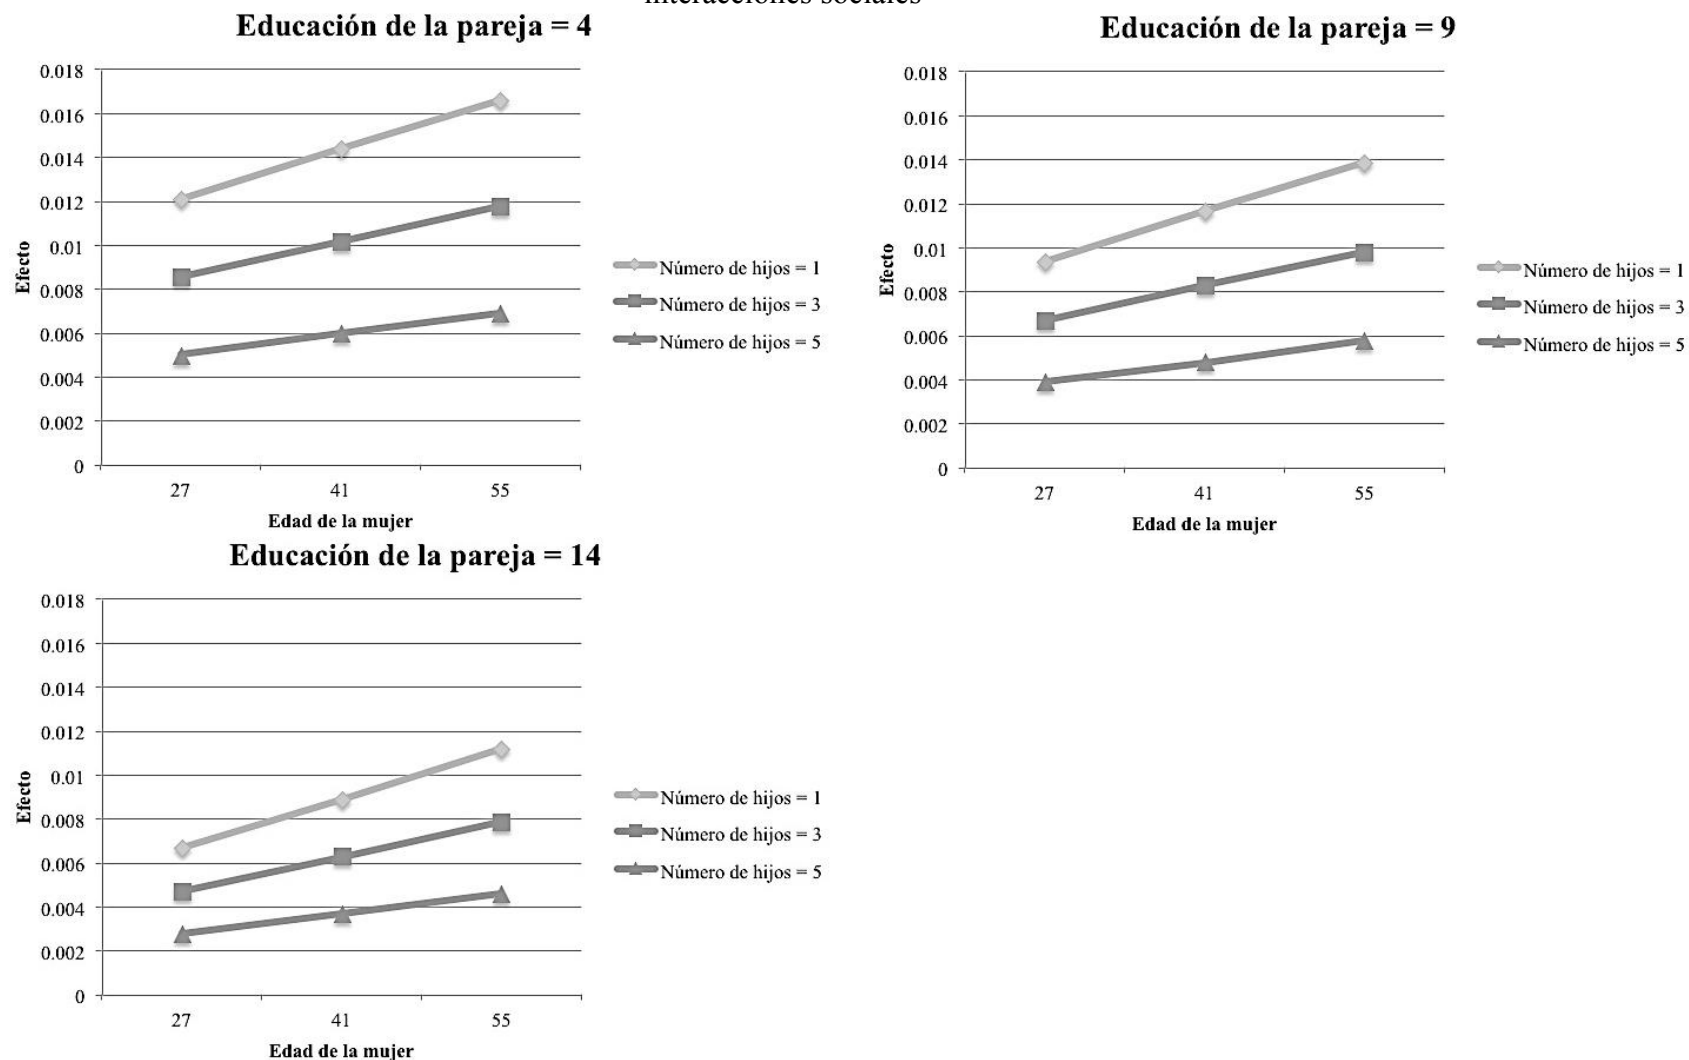 interacciones sociales
Educación de la pareja = 4
0.018
0.016
0.014
0.012
0.01
0.008
0.006
0.004
0.002
0
Efecto
27 41 55
Edad de la mujer
Número de hijos = 1
Número de hijos = 3
Número de hijos = 5
Educación de la pareja = 9
0.018
0.016
0.014
0.012
0.01
0.008
0.006
0.004
0.002
0
Efecto
27 41 55
Edad de la mujer
Número de hijos = 1
Número de hijos = 3
Número de hijos = 5
Educación de la pareja = 14
0.018
0.016
0.014
0.012
0.01
0.008
0.006
0.004
0.002
0
Efecto
27 41 55
Edad de la mujer
Número de hijos = 1
Número de hijos = 3
Número de hijos = 5